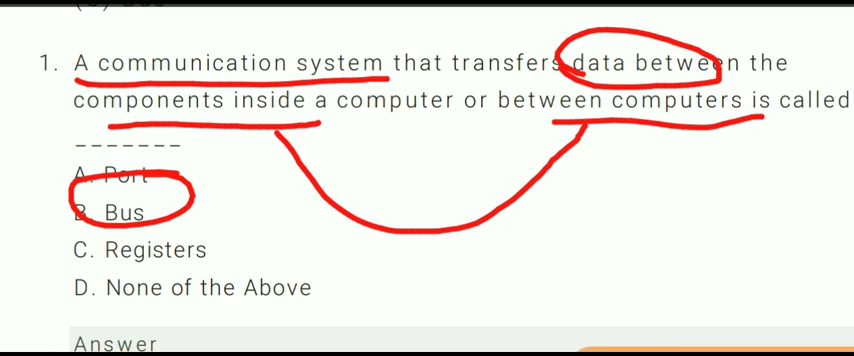 1. A communication system that transfers data between the
components inside a computer or between computers is called
_ _ _ _ _ _ _
A. Port
B. Bus
C. Registers
D. None of the Above
Answer